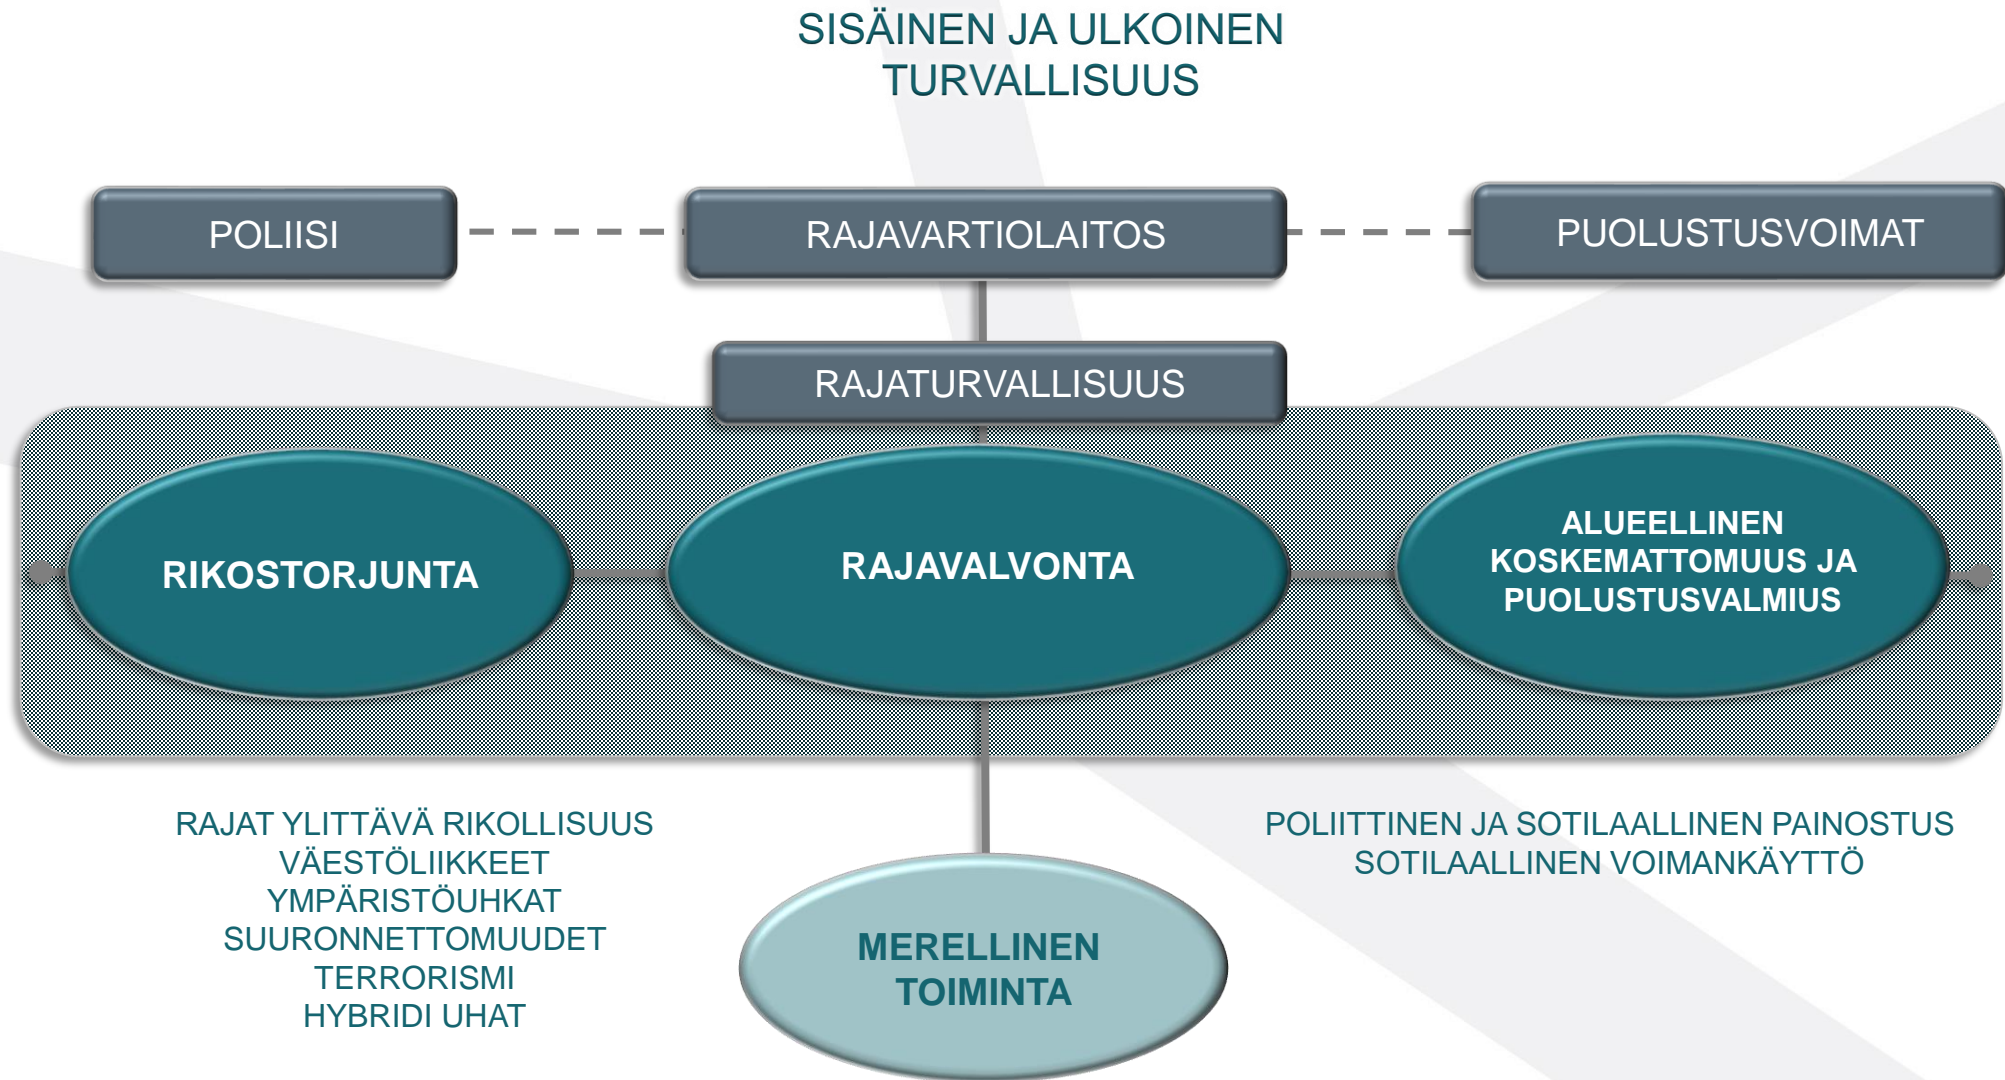 SISÄINEN JA ULKOINEN
TURVALLISUUS
POLIISI
RAJAVARTIOLAITOS
PUOLUSTUSVOIMAT
RAJATURVALLISUUS
RIKOSTORJUNTA
RAJAVALVONTA
ALUEELLINEN
KOSKEMATTOMUUS JA
PUOLUSTUSVALMIUS
RAJAT YLITTÄVÄ RIKOLLISUUS
VÄESTÖLIIKKEET
YMPÄRISTÖUHKAT
SUURONNETTOMUUDET
TERRORISMI
HYBRIDI UHAT
MERELLINEN
TOIMINTA
POLIITTINEN JA SOTILAALLINEN PAINOSTUS
SOTILAALLINEN VOIMANKÄYTTÖ